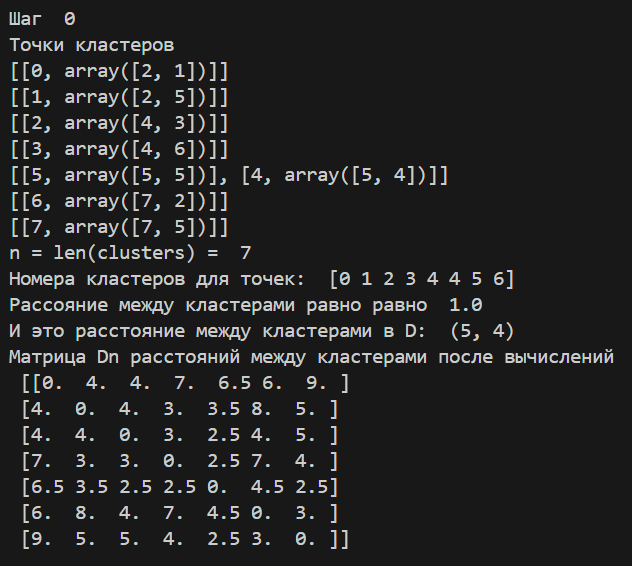 Шаг  0
Точки кластеров
[[0, array([2, 1])]]
[[1, array([2, 5])]]
[[2, array([4, 3])]]
[[3, array([4, 6])]]
[[5, array([5, 5])], [4, array([5, 4])]]
[[6, array([7, 2])]]
[[7, array([7, 5])]]
n = len(clusters) =  7
Номера кластеров для точек:  [0 1 2 3 4 4 5 6]
Рассояние между кластерами равно равно  1.0
И это расстояние между кластерами в D:  (5, 4)
Матрица Dn расстояний между кластерами после вычислений
[[0.  4.  4.  7.  6.5 6.  9. ]
[4.  0.  4.  3.  3.5 8.  5. ]
[4.  4.  0.  3.  2.5 4.  5. ]
[7.  3.  3.  0.  2.5 7.  4. ]
[6.5 3.5 2.5 2.5 0.  4.5 2.5]
[6.  8.  4.  7.  4.5 0.  3. ]
[9.  5.  5.  4.  2.5 3.  0. ]]